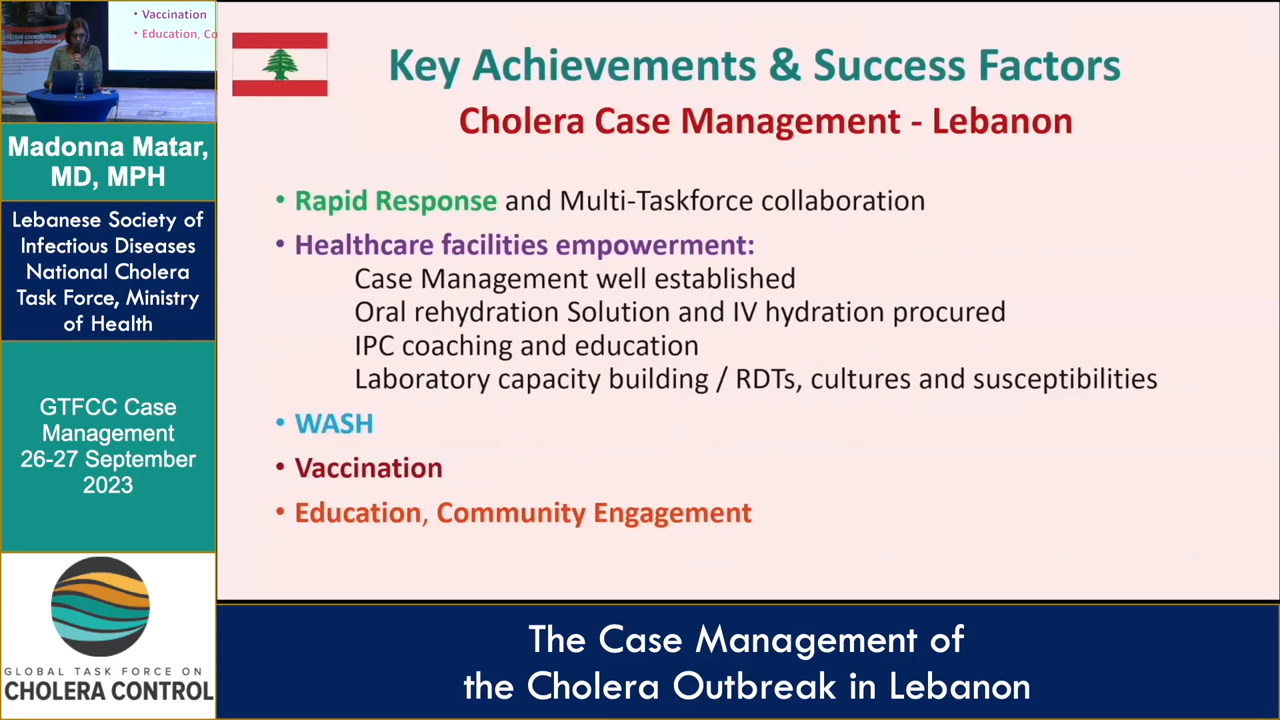 • Vaccination
• Education, Co
Madonna Matar,
MD, MPH
Lebanese Society of
Infectious Diseases
National Cholera
Task Force, Ministry
of Health
GTFCC Case
Management
26-27 September
2023
GLOBAL TASK FORCE ON
CHOLERA CONTROL
Key Achievements & Success Factors
Cholera Case Management - Lebanon
• Rapid Response and Multi-Taskforce collaboration
• Healthcare facilities empowerment:
Case Management well established
Oral rehydration Solution and IV hydration procured
IPC coaching and education
Laboratory capacity building / RDTs, cultures and susceptibilities
• WASH
• Vaccination
• Education, Community Engagement
The Case Management of
the Cholera Outbreak in Lebanon